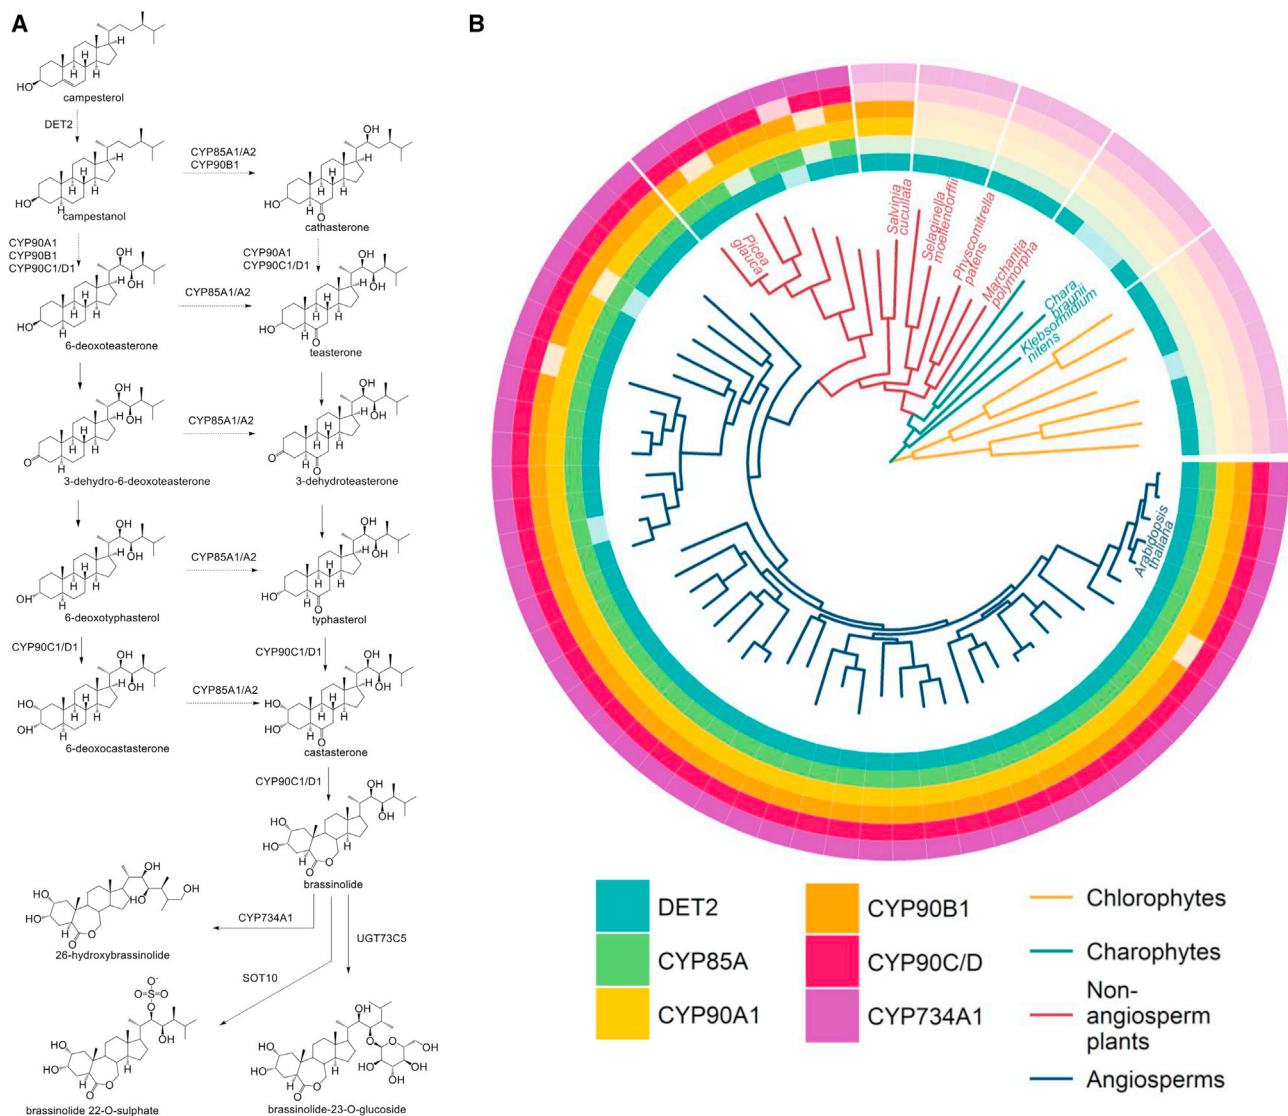 A
campesterol
DET2
campestanol
CYP85A1/A2
CYP90B1
cathasterone
CYP90A1
CYP90B1
CYP90C1/D1
CYP90A1
CYP90C1/D1
6-deoxoteasterone
CYP85A1/A2
teasterone
3-dehydro-6-deoxoteasterone
CYP85A1/A2
3-dehydroteasterone
6-deoxotyphasterol
CYP85A1/A2
typhasterol
CYP90C1/D1
CYP90C1/D1
6-deoxocastasterone
CYP85A1/A2
castasterone
CYP90C1/D1
brassinolide
CYP734A1
26-hydroxybrassinolide
SOT10
UGT73C5
brassinolide 22-O-sulphate
brassinolide-23-O-glucoside
B
Picea
glauca
Salvinia
cucullata
Selaginella
moellendorffii
Physcomitrella
patens
Marchantia
polymorpha
Chara
braunii
Klebsormidium
nitens
Arabidopsis
thaliana
DET2
CYP85A
CYP90A1
CYP90B1
CYP90C/D
CYP734A1
Chlorophytes
Charophytes
Non-
angiosperm
plants
Angiosperms